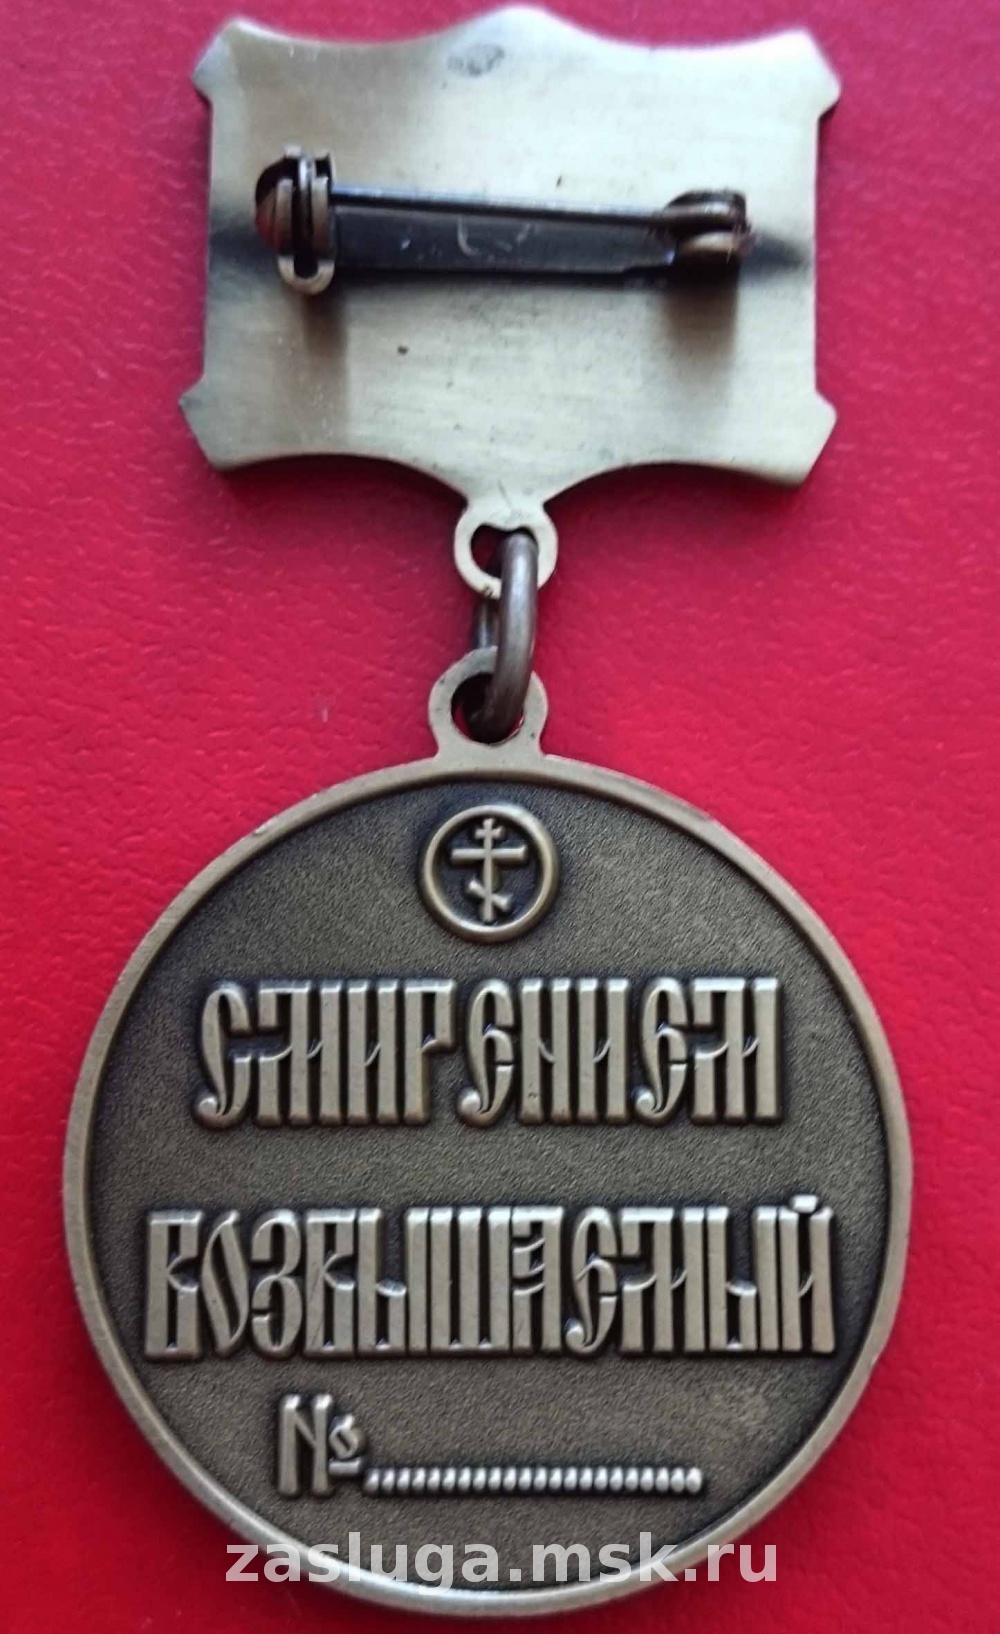 СМИРЕНИЕМ
ВОЗВЫШАЕМЫЙ
№....................
zasluga.msk.ru